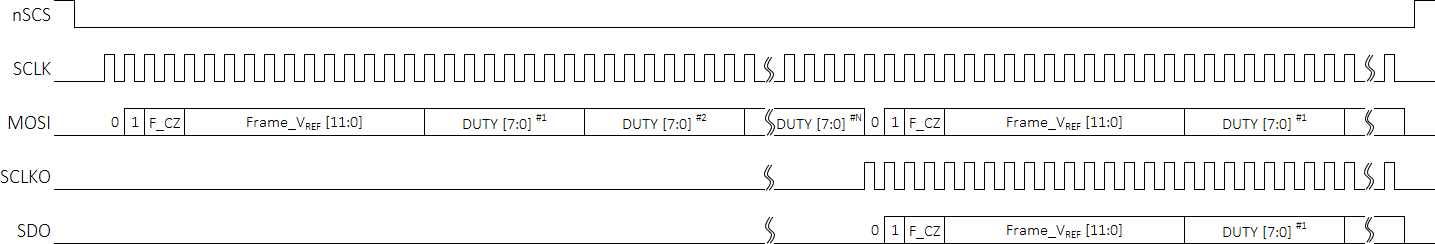 nSCS
SCLK
MOSI 0 1 F_CZ Frame_VREF [11:0] DUTY [7:0] #1 DUTY [7:0] #2 DUTY [7:0] #N 0 1 F_CZ Frame_VREF [11:0] DUTY [7:0] #1
SCLKO
SDO 0 1 F_CZ Frame_VREF [11:0] DUTY [7:0] #1